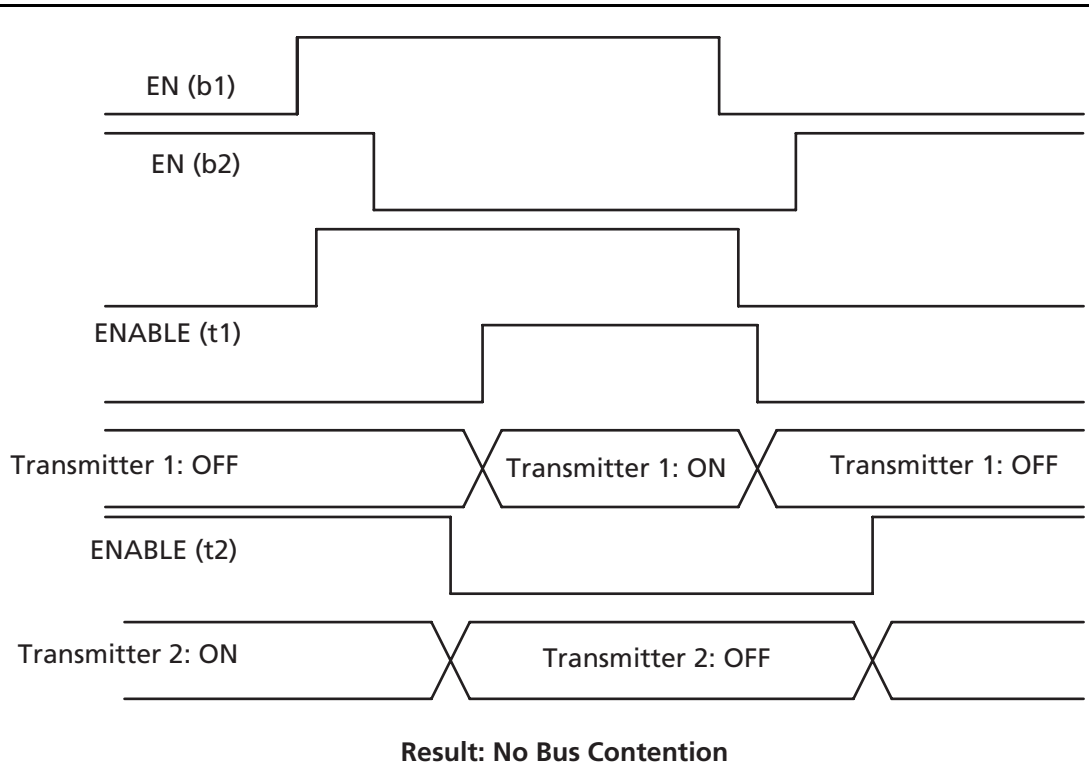 EN (b1)
EN (b2)
ENABLE (t1)
Transmitter 1: OFF
Transmitter 1: ON
Transmitter 1: OFF
ENABLE (t2)
Transmitter 2: ON
Transmitter 2: OFF
Result: No Bus Contention